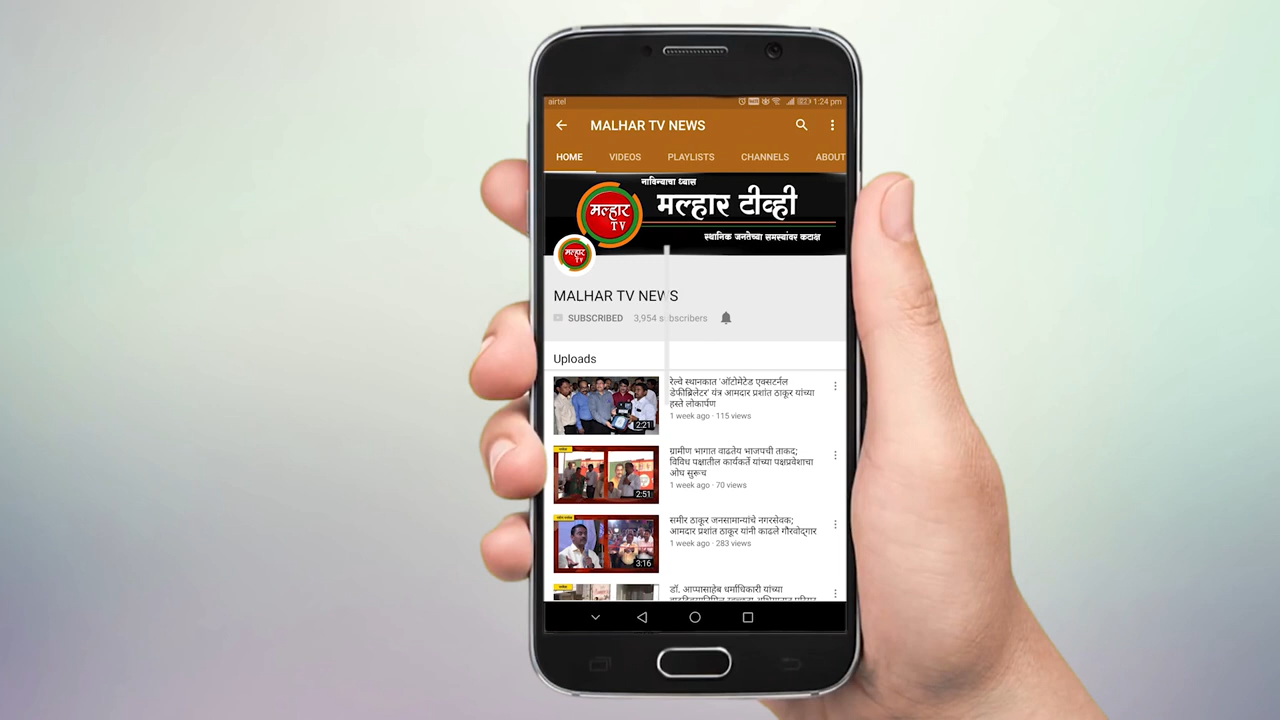 airtel
1:24 pm
MALHAR TV NEWS
HOME VIDEOS PLAYLISTS CHANNELS ABOUT
नाविन्याचा ध्यास
मल्हार टीव्ही
मल्हार
TV
स्थानिक जनतेच्या समस्यांवर कटाक्ष
मल्हार
TV
MALHAR TV NEWS
SUBSCRIBED 3,954 subscribers
Uploads
रेल्वे स्थानकात 'ऑटोमेटेड एक्सटर्नल
डेफीब्रिलेटर' यंत्र आमदार प्रशांत ठाकूर यांच्या
हस्ते लोकार्पण
1 week ago · 115 views
2:21
ग्रामीण भागात वाढतेय भाजपची ताकद;
विविध पक्षातील कार्यकर्ते यांच्या पक्षप्रवेशाचा
ओघ सुरूच
1 week ago · 70 views
2:51
समीर ठाकूर जनसामान्यांचे नगरसेवक;
आमदार प्रशांत ठाकूर यांनी काढले गौरवोद्गार
1 week ago · 283 views
3:16
डॉ. आप्पासाहेब धर्माधिकारी यांच्या